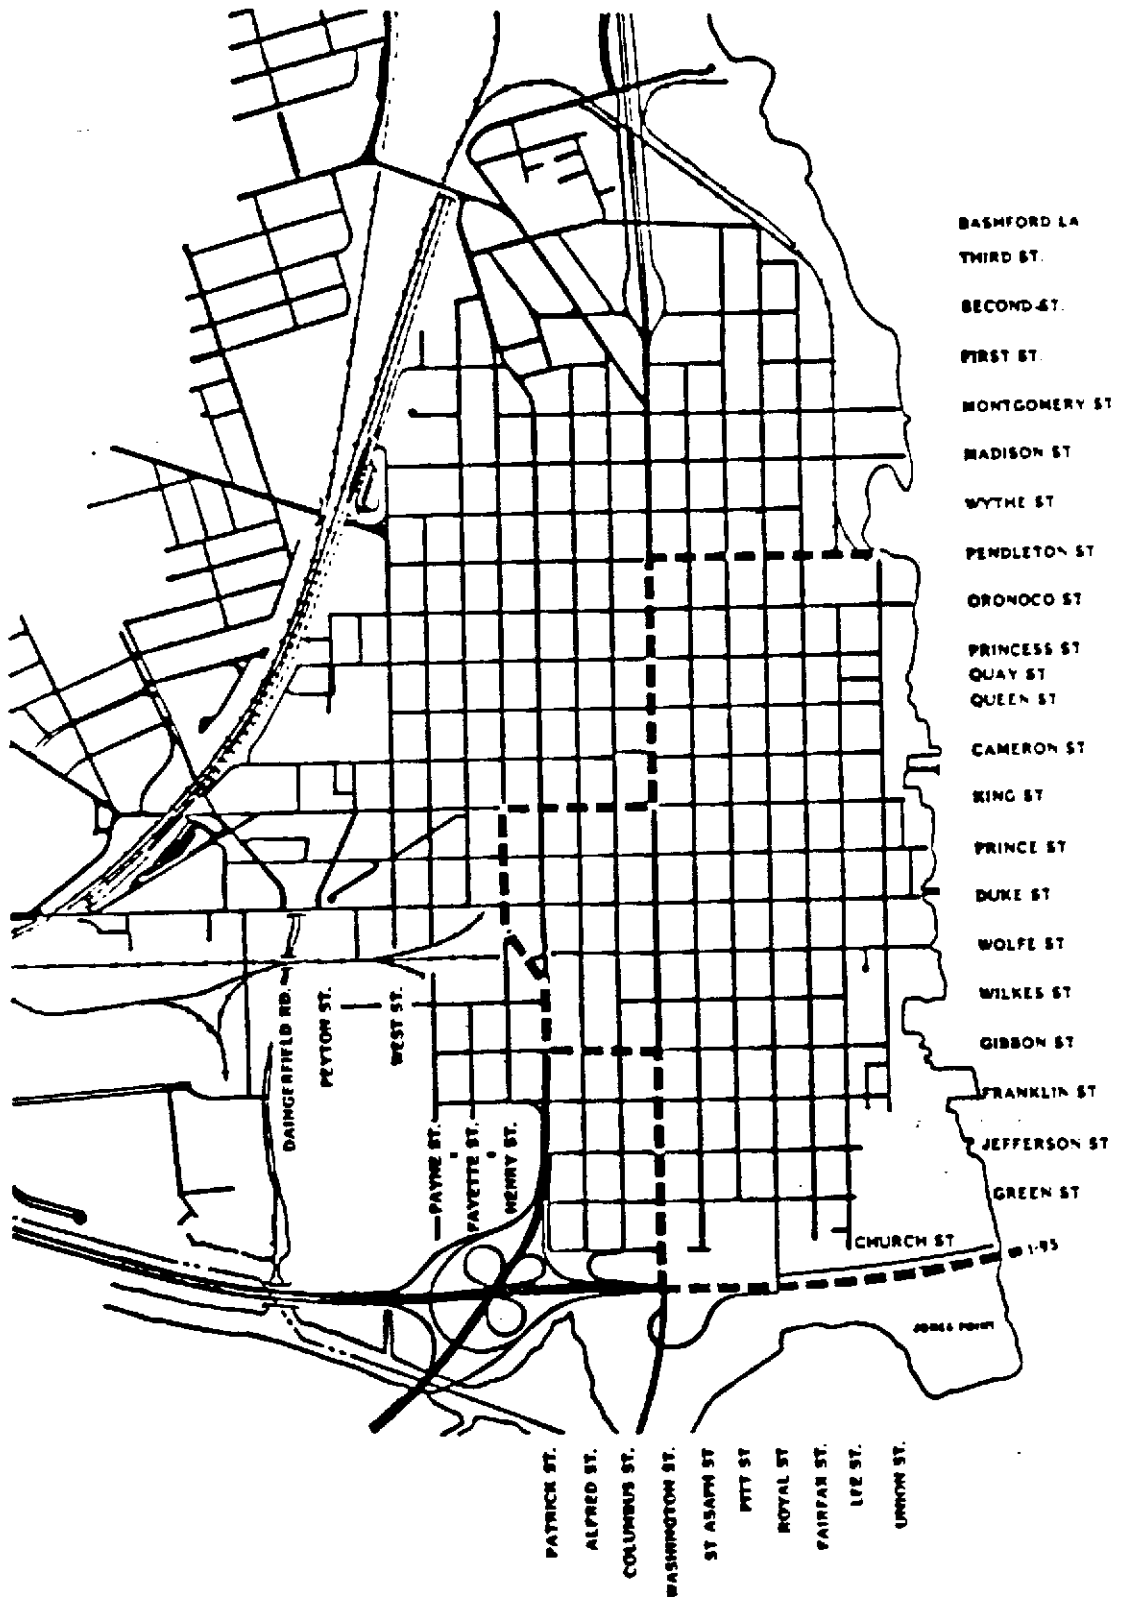 BASHFORD LA
THIRD ST.
SECOND ST.
FIRST ST.
MONTGOMERY ST
MADISON ST
WYTHE ST
PENDLETON ST
ORONOCO ST
PRINCESS ST
QUAY ST
QUEEN ST
CAMERON ST
KING ST
PRINCE ST
DUKE ST
WOLFE ST
WILKES ST
GIBBON ST
FRANKLIN ST
JEFFERSON ST
GREEN ST
CHURCH ST
I-95
JONES POINT
DAINGERFIELD RD.
PEYTON ST.
WEST ST.
PAYNE ST.
FAYETTE ST.
HENRY ST.
PATRICK ST.
ALFRED ST.
COLUMBUS ST.
WASHINGTON ST.
ST ASAPH ST
PITT ST
ROYAL ST
FAIRFAX ST.
LEE ST.
UNION ST.